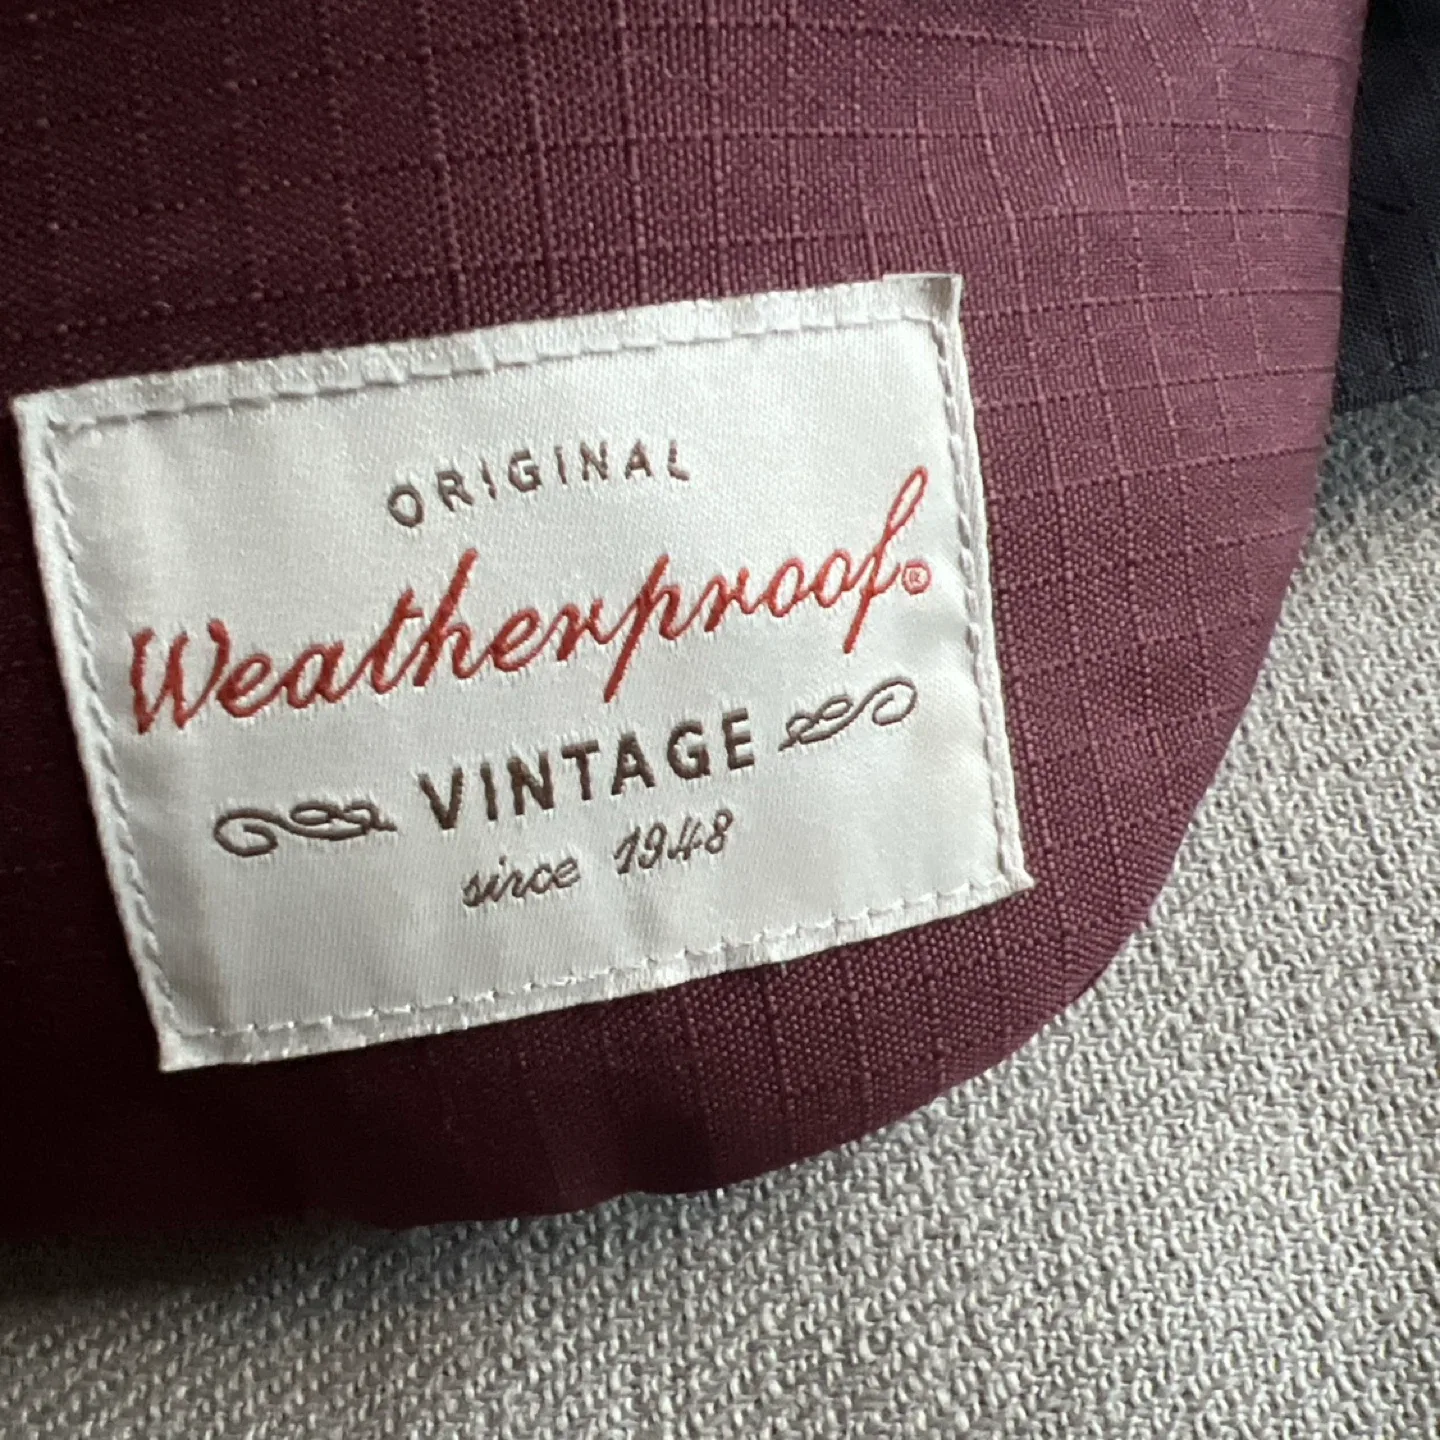 ORIGINAL
Weatherproof®
VINTAGE
since 1948